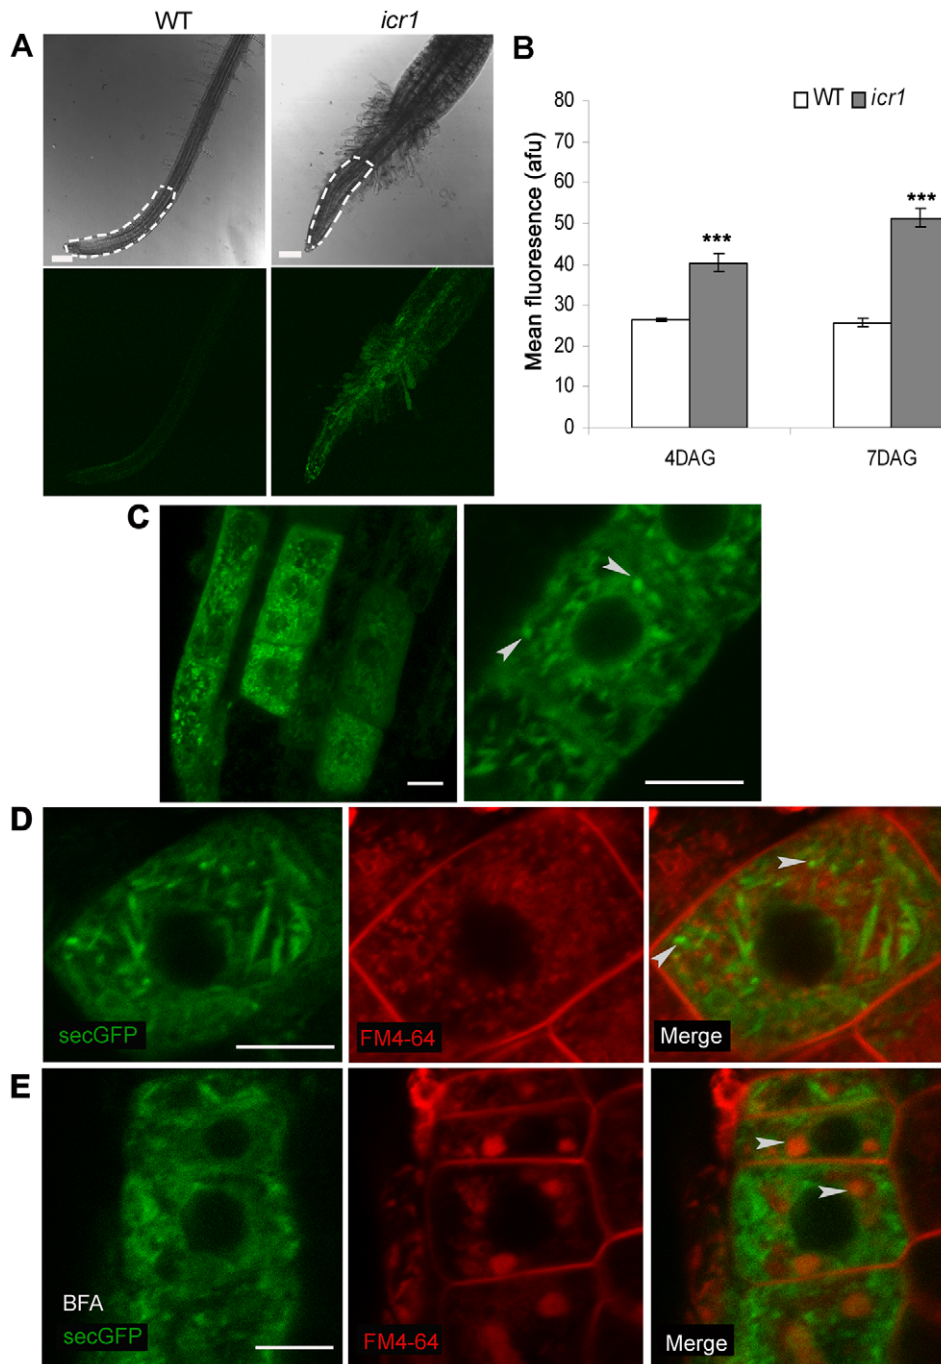 WT icr1
A
B
WT icr1
Mean fluoresence (afu)
80
70
60
50
40
30
20
10
0
***
***
4DAG 7DAG
C
D
secGFP FM4-64 Merge
E
BFA
secGFP FM4-64 Merge